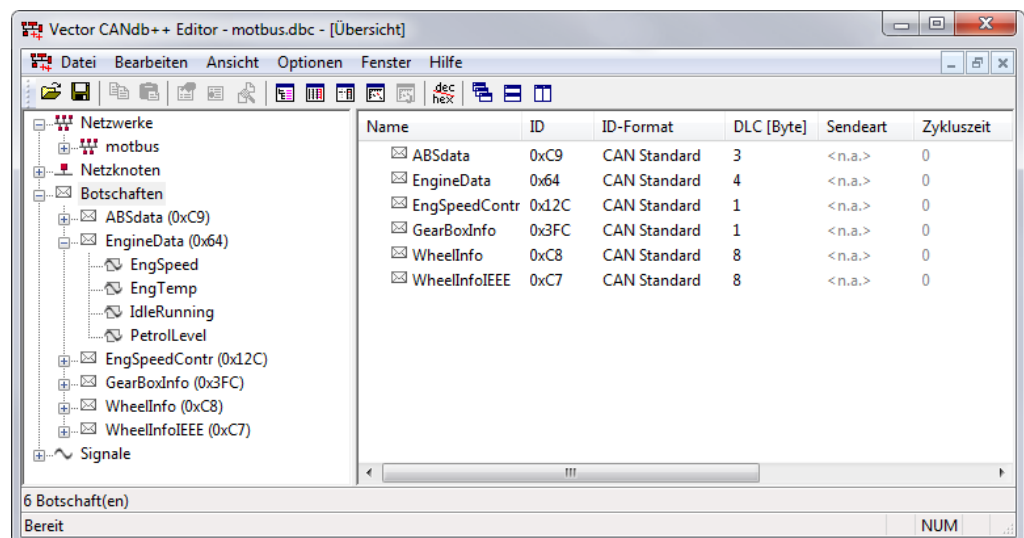 Vector CANdb++ Editor - motbus.dbc - [Übersicht]
Datei Bearbeiten Ansicht Optionen Fenster Hilfe
dec
hex
Netzwerke
motbus
Netzknoten
Botschaften
ABSdata (0xC9)
EngineData (0x64)
EngSpeed
EngTemp
IdleRunning
PetrolLevel
EngSpeedContr (0x12C)
GearBoxInfo (0x3FC)
WheelInfo (0xC8)
WheelInfoIEEE (0xC7)
Signale
Name ID ID-Format DLC [Byte] Sendeart Zykluszeit
ABSdata 0xC9 CAN Standard 3 <n.a.> 0
EngineData 0x64 CAN Standard 4 <n.a.> 0
EngSpeedContr 0x12C CAN Standard 1 <n.a.> 0
GearBoxInfo 0x3FC CAN Standard 1 <n.a.> 0
WheelInfo 0xC8 CAN Standard 8 <n.a.> 0
WheelInfoIEEE 0xC7 CAN Standard 8 <n.a.> 0
6 Botschaft(en)
Bereit NUM